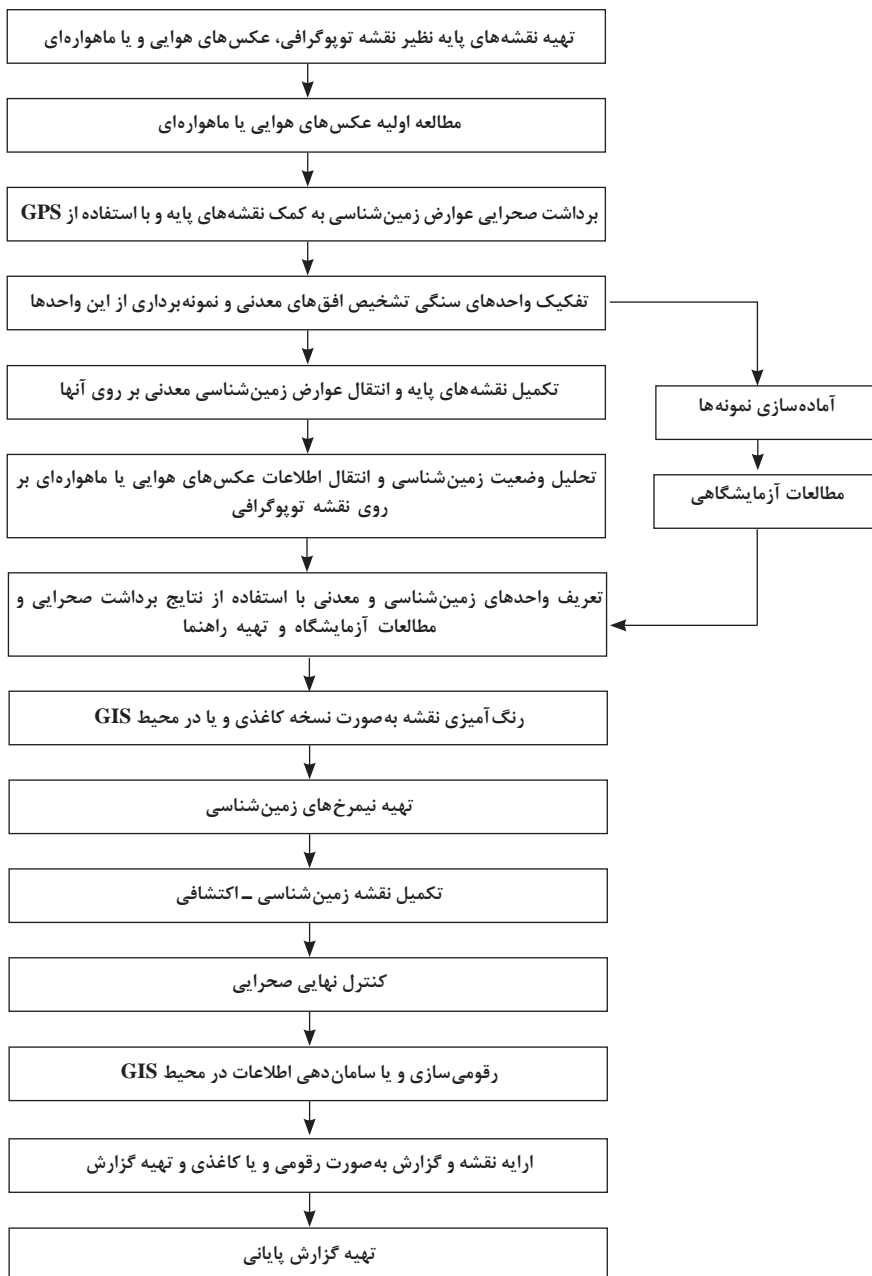 تهیه نقشه‌های پایه نظیر نقشه توپوگرافی، عکس‌های هوایی و یا ماهواره‌ای
مطالعه اولیه عکس‌های هوایی یا ماهواره‌ای
برداشت صحرایی عوارض زمین‌شناسی به کمک نقشه‌های پایه و با استفاده از GPS
تفکیک واحدهای سنگی تشخیص افق‌های معدنی و نمونه‌برداری از این واحدها
تکمیل نقشه‌های پایه و انتقال عوارض زمین‌شناسی معدنی بر روی آنها
آماده‌سازی نمونه‌ها
تحلیل وضعیت زمین‌شناسی و انتقال اطلاعات عکس‌های هوایی یا ماهواره‌ای بر
روی نقشه توپوگرافی
مطالعات آزمایشگاهی
تعریف واحدهای زمین‌شناسی و معدنی با استفاده از نتایج برداشت صحرایی و
مطالعات آزمایشگاه و تهیه راهنما
رنگ‌آمیزی نقشه به‌صورت نسخه کاغذی و یا در محیط GIS
تهیه نیمرخ‌های زمین‌شناسی
تکمیل نقشه زمین‌شناسی ــ اکتشافی
کنترل نهایی صحرایی
رقومی‌سازی و یا سامان‌دهی اطلاعات در محیط GIS
ارایه نقشه و گزارش به‌صورت رقومی و یا کاغذی و تهیه گزارش
تهیه گزارش پایانی